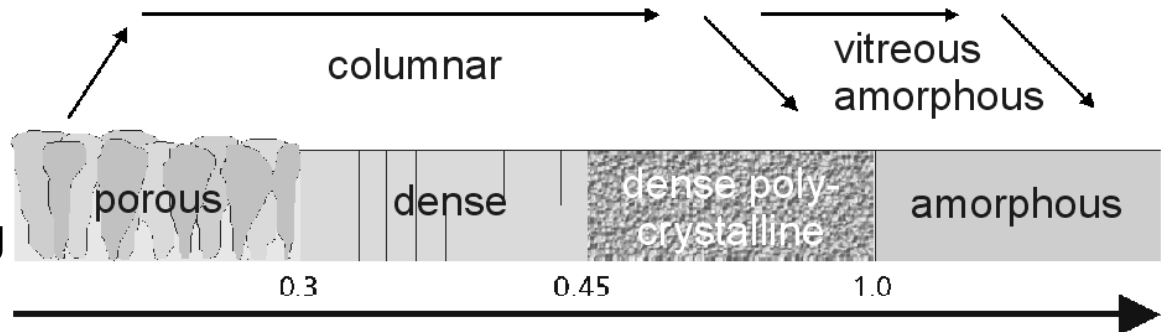 columnar
vitreous
amorphous
porous
dense
dense poly-
crystalline
amorphous
0.3
0.45
1.0